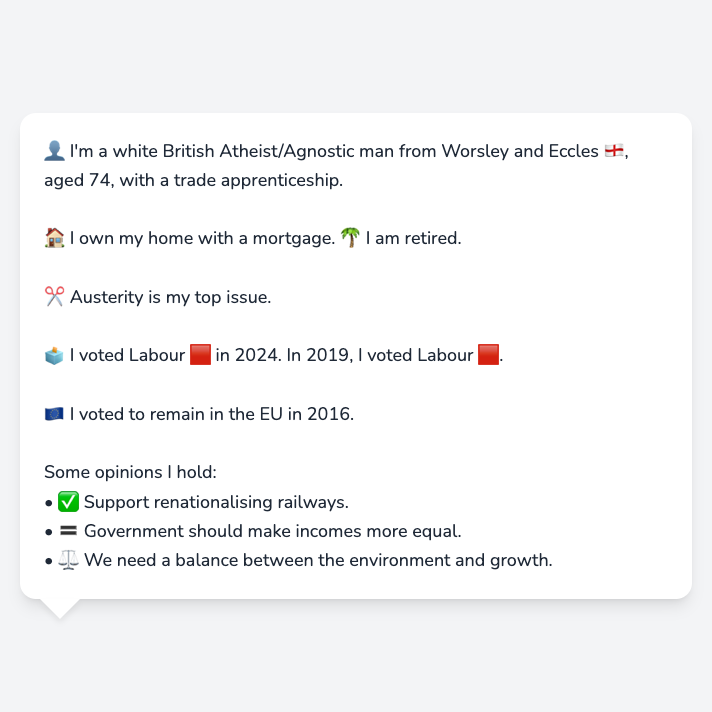 👤 I'm a white British Atheist/Agnostic man from Worsley and Eccles 🏴󠁧󠁢󠁥󠁮󠁧󠁿,
aged 74, with a trade apprenticeship.
🏠 I own my home with a mortgage. 🌴 I am retired.
✂️ Austerity is my top issue.
🗳️ I voted Labour 🟥 in 2024. In 2019, I voted Labour 🟥.
🇪🇺 I voted to remain in the EU in 2016.
Some opinions I hold:
• ✅ Support renationalising railways.
• 🟰 Government should make incomes more equal.
• ⚖️ We need a balance between the environment and growth.